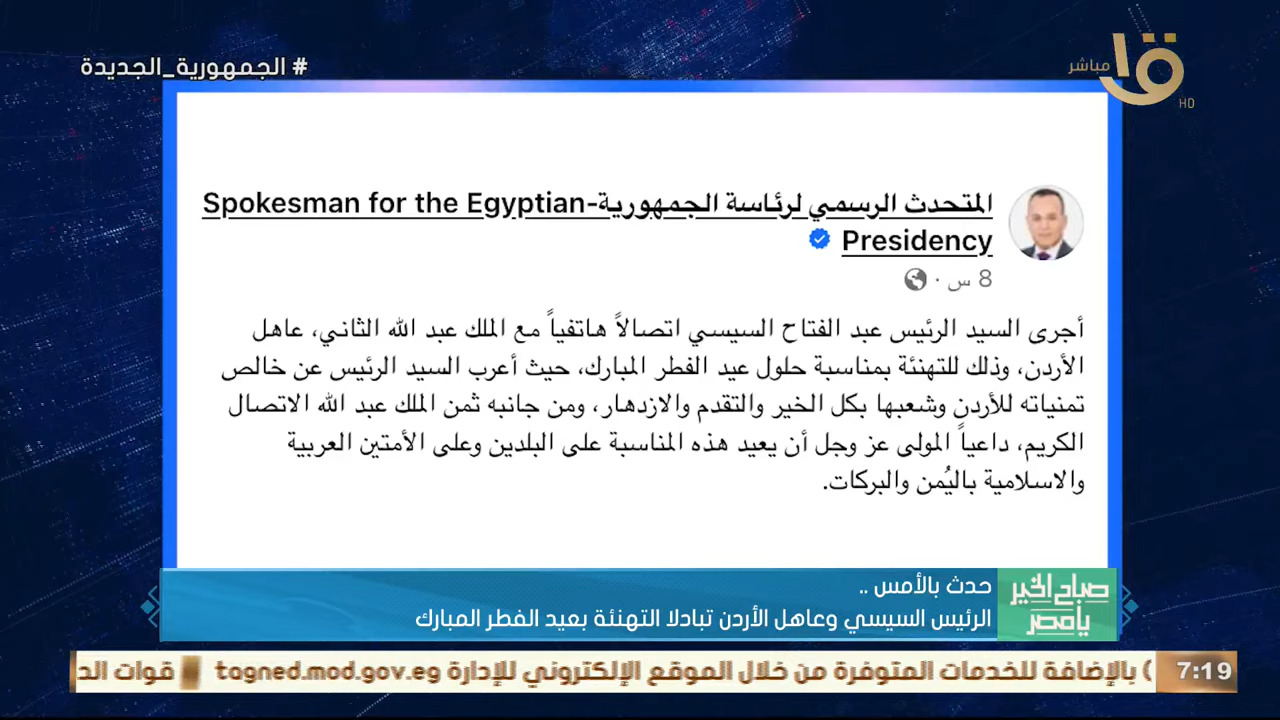 # الجمهورية_الجديدة
مباشر
HD
المتحدث الرسمي لرئاسة الجمهورية-Spokesman for the Egyptian
Presidency
8 س ·
أجرى السيد الرئيس عبد الفتاح السيسي اتصالاً هاتفياً مع الملك عبد الله الثاني، عاهل
الأردن، وذلك للتهنئة بمناسبة حلول عيد الفطر المبارك، حيث أعرب السيد الرئيس عن خالص
تمنياته للأردن وشعبها بكل الخير والتقدم والازدهار، ومن جانبه ثمن الملك عبد الله الاتصال
الكريم، داعياً المولى عز وجل أن يعيد هذه المناسبة على البلدين وعلى الأمتين العربية
والاسلامية باليُمن والبركات.
حدث بالأمس ..
الرئيس السيسي وعاهل الأردن تبادلا التهنئة بعيد الفطر المبارك
صباح الخير
يا مصر
7:19
) بالإضافة للخدمات المتوفرة من خلال الموقع الإلكتروني للإدارة tagned.mod.gov.eg قوات الد